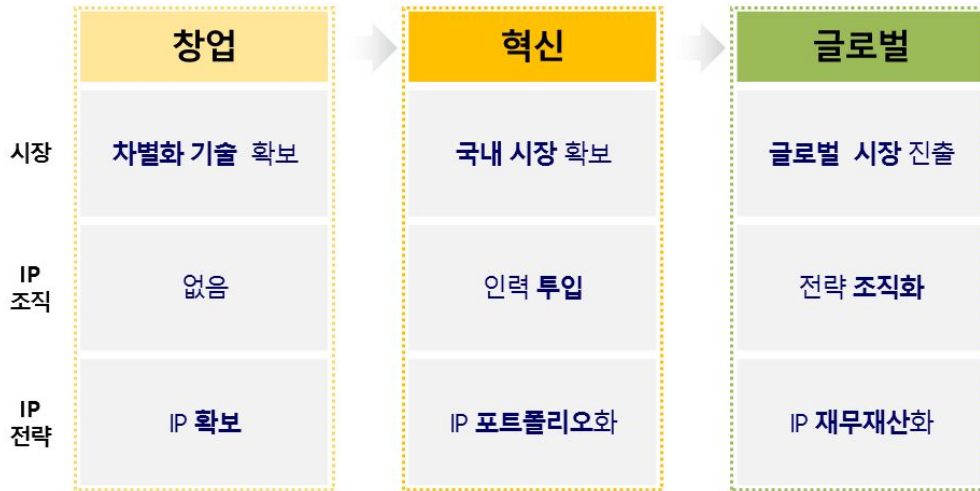 창업 혁신 글로벌
시장 차별화 기술 확보 국내 시장 확보 글로벌 시장 진출
IP
조직 없음 인력 투입 전략 조직화
IP
전략 IP 확보 IP 포트폴리오화 IP 재무재산화